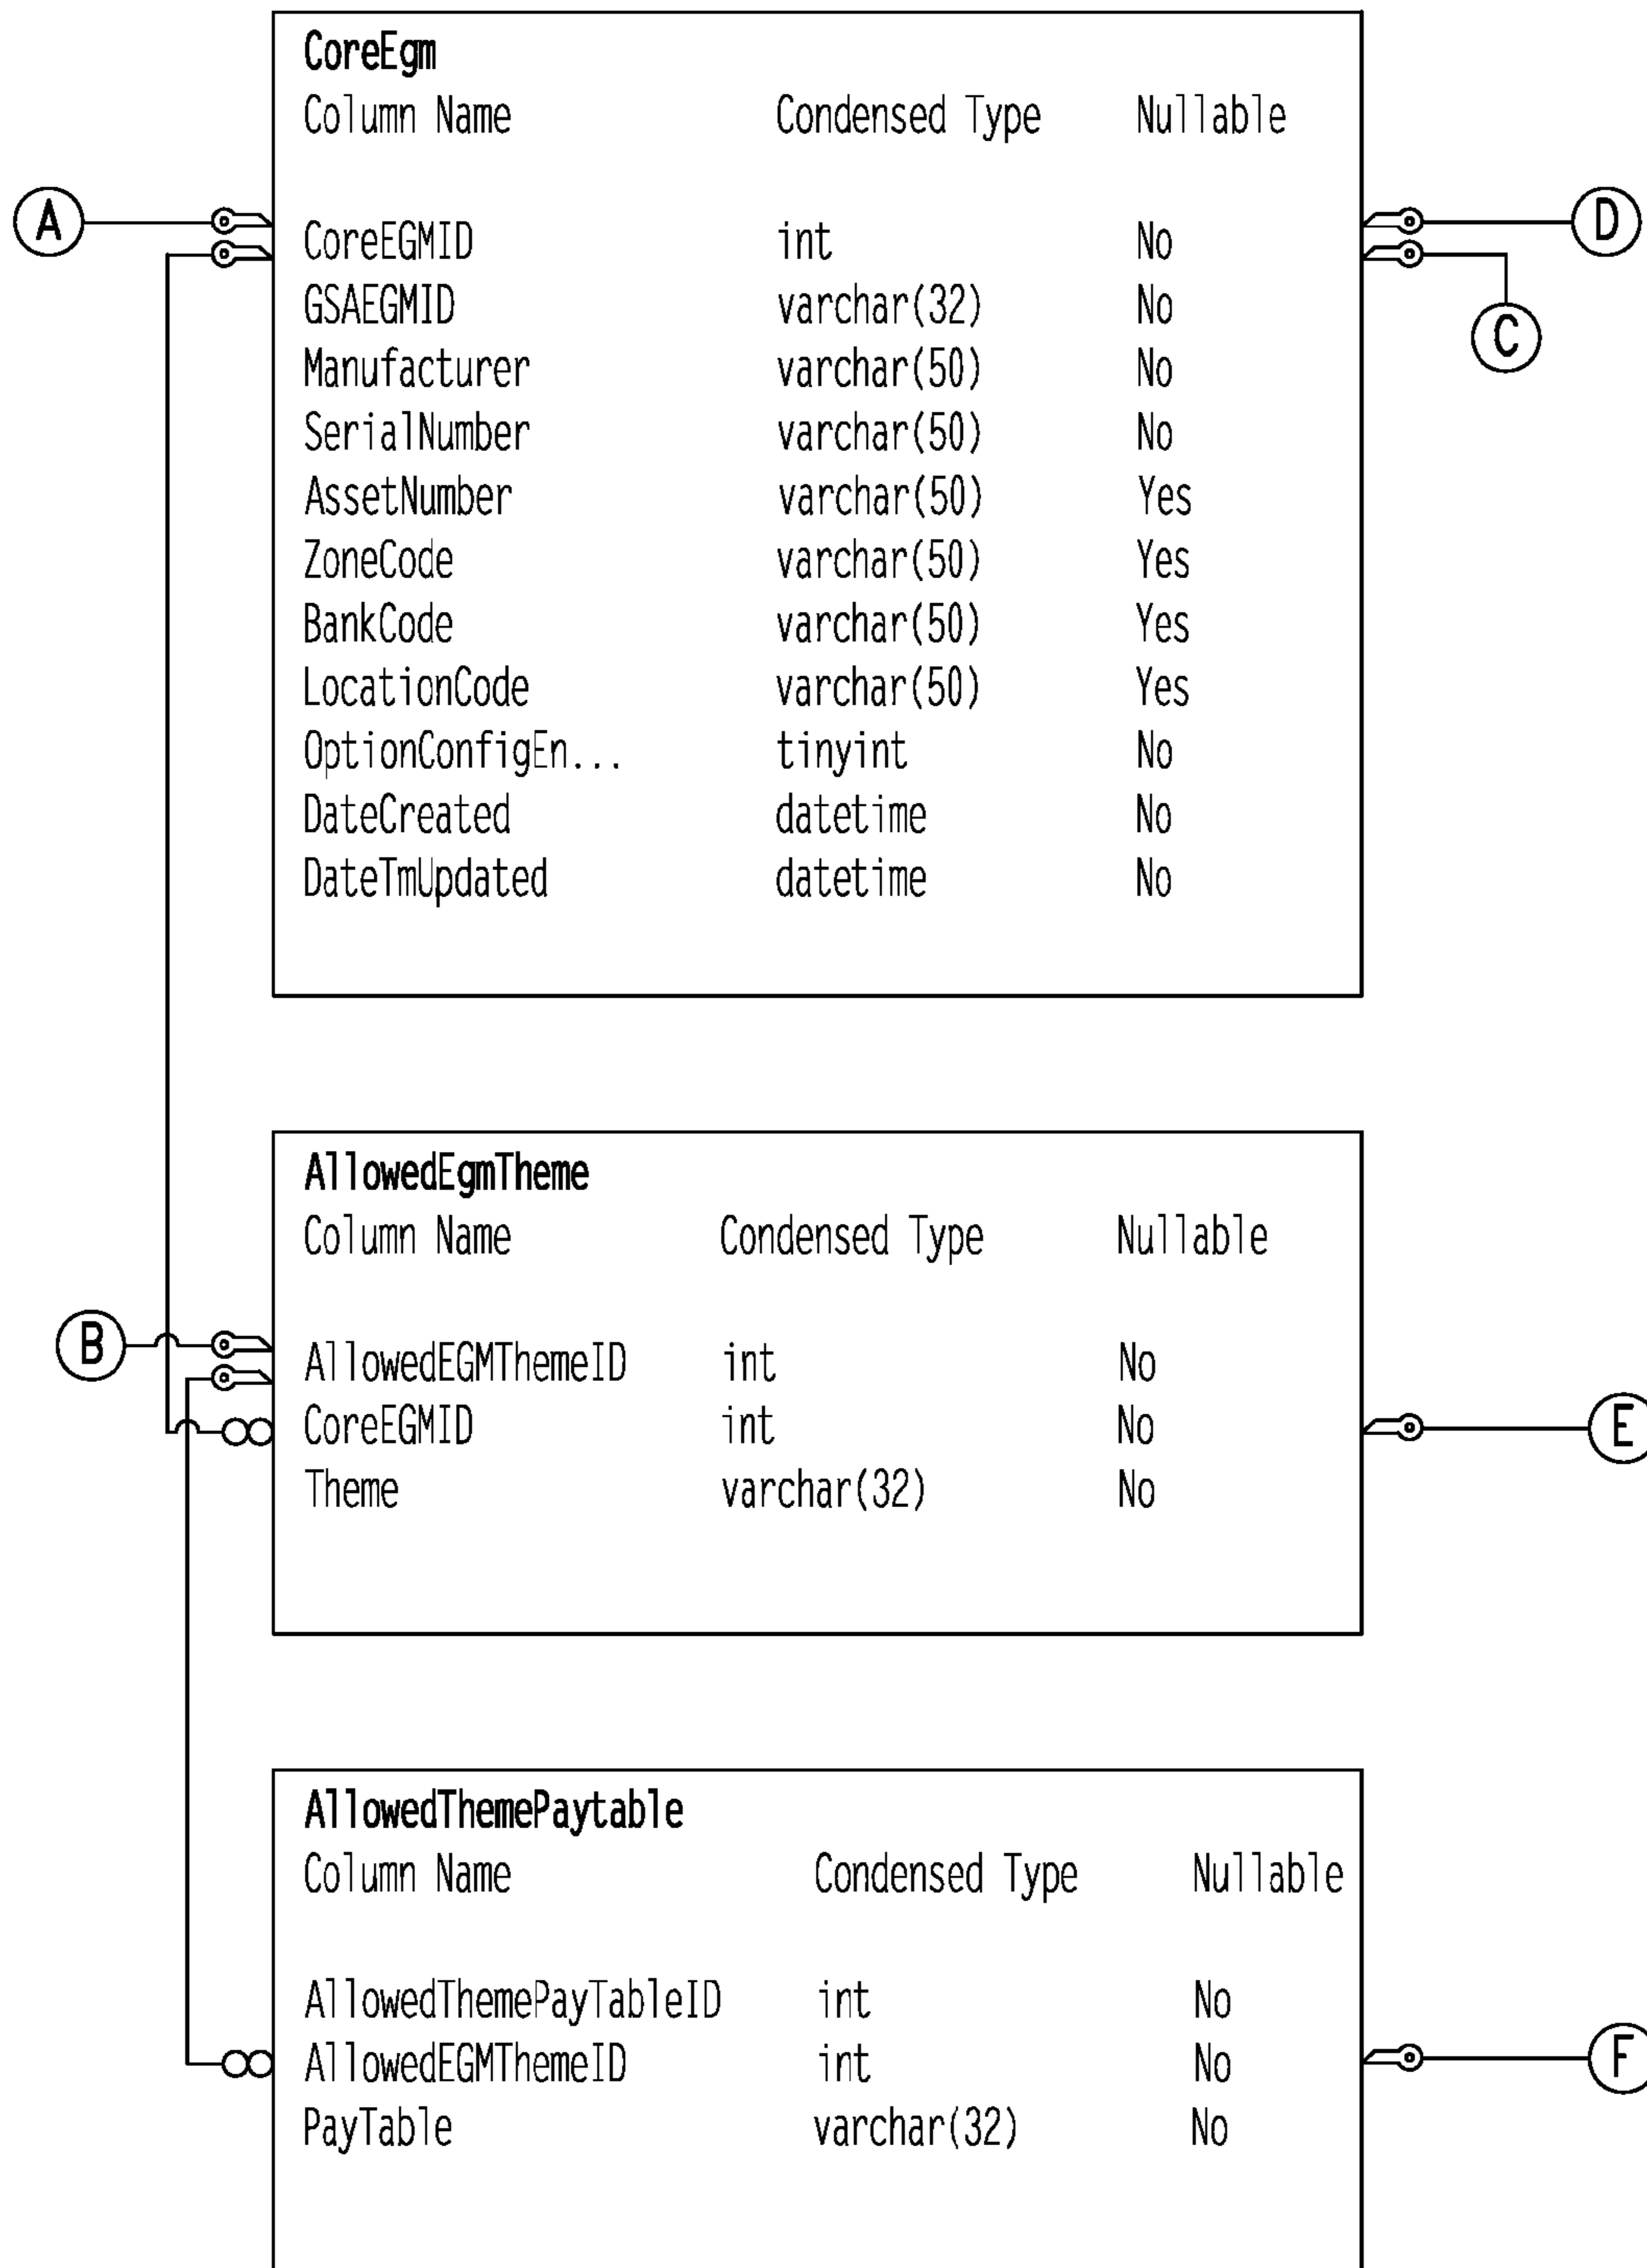 CoreEgm
Column Name Condensed Type Nullable
A D
CoreEGMID int No
GSAEGMID varchar(32) No
C
Manufacturer varchar(50) No
SerialNumber varchar(50) No
AssetNumber varchar(50) Yes
ZoneCode varchar(50) Yes
BankCode varchar(50) Yes
LocationCode varchar(50) Yes
OptionConfigEn... tinyint No
DateCreated datetime No
DateTmUpdated datetime No
AllowedEgmTheme
Column Name Condensed Type Nullable
B
AllowedEGMThemeID int No
CoreEGMID int No E
Theme varchar(32) No
AllowedThemePaytable
Column Name Condensed Type Nullable
AllowedThemePayTableID int No
AllowedEGMThemeID int No F
PayTable varchar(32) No